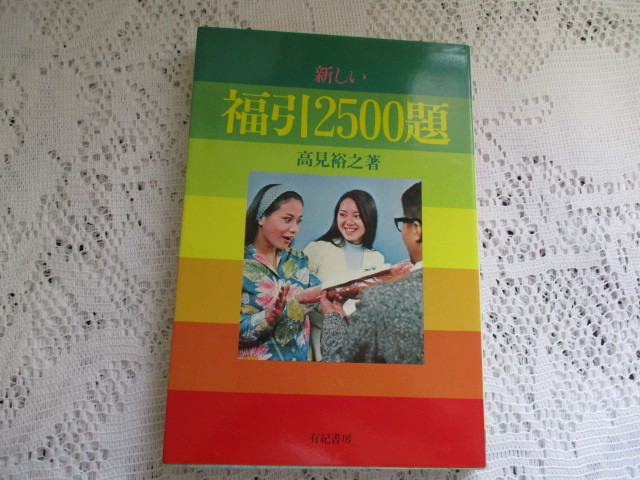 新しい
福引2500題
高見裕之著
有紀書房